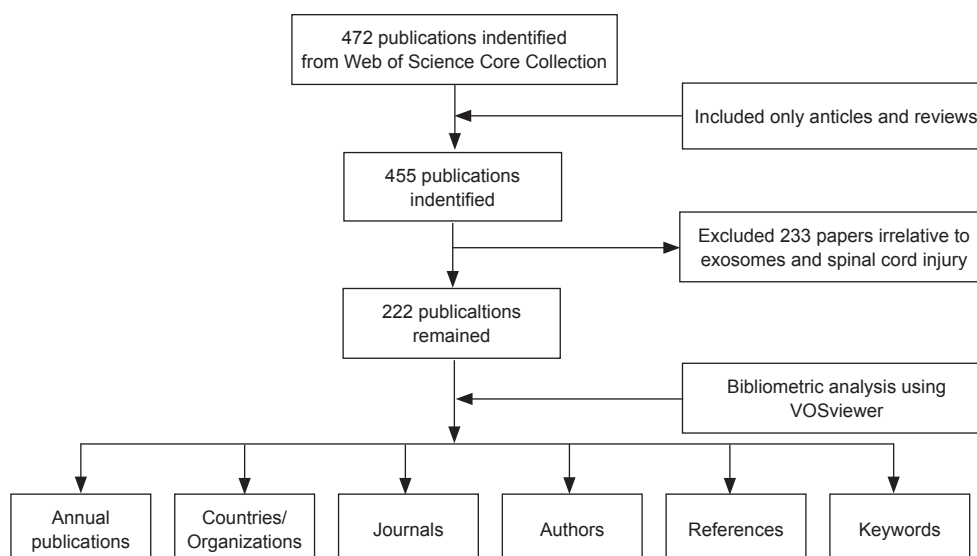 472 publications indentified
from Web of Science Core Collection
Included only anticles and reviews
455 publications
indentified
Excluded 233 papers irrelative to
exosomes and spinal cord injury
222 publicaltions
remained
Bibliometric analysis using
VOSviewer
Annual
publications
Countries/
Organizations
Journals
Authors
References
Keywords